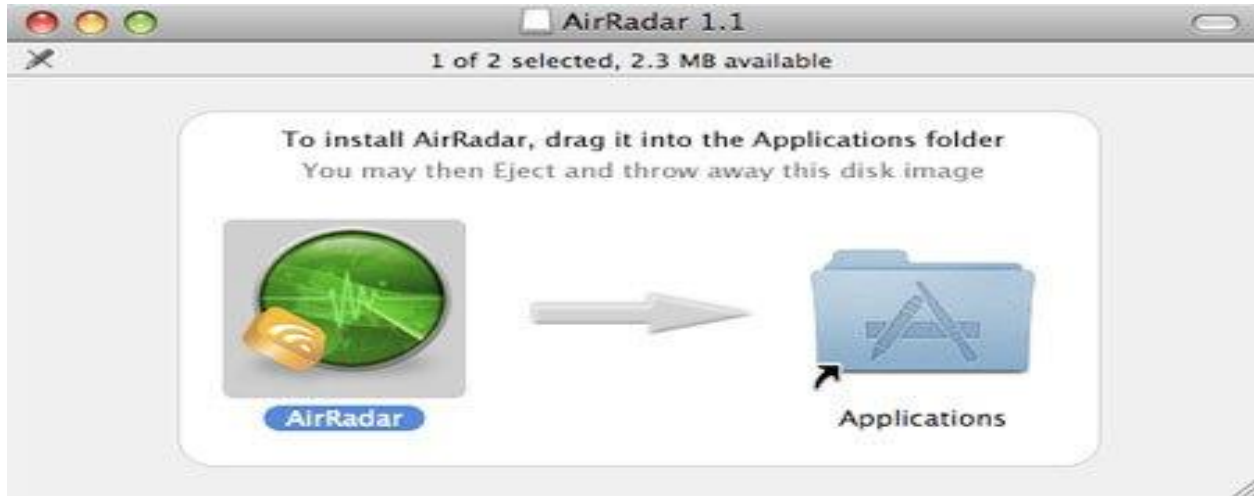 AirRadar 1.1
1 of 2 selected, 2.3 MB available
To install AirRadar, drag it into the Applications folder
You may then Eject and throw away this disk image
AirRadar
Applications